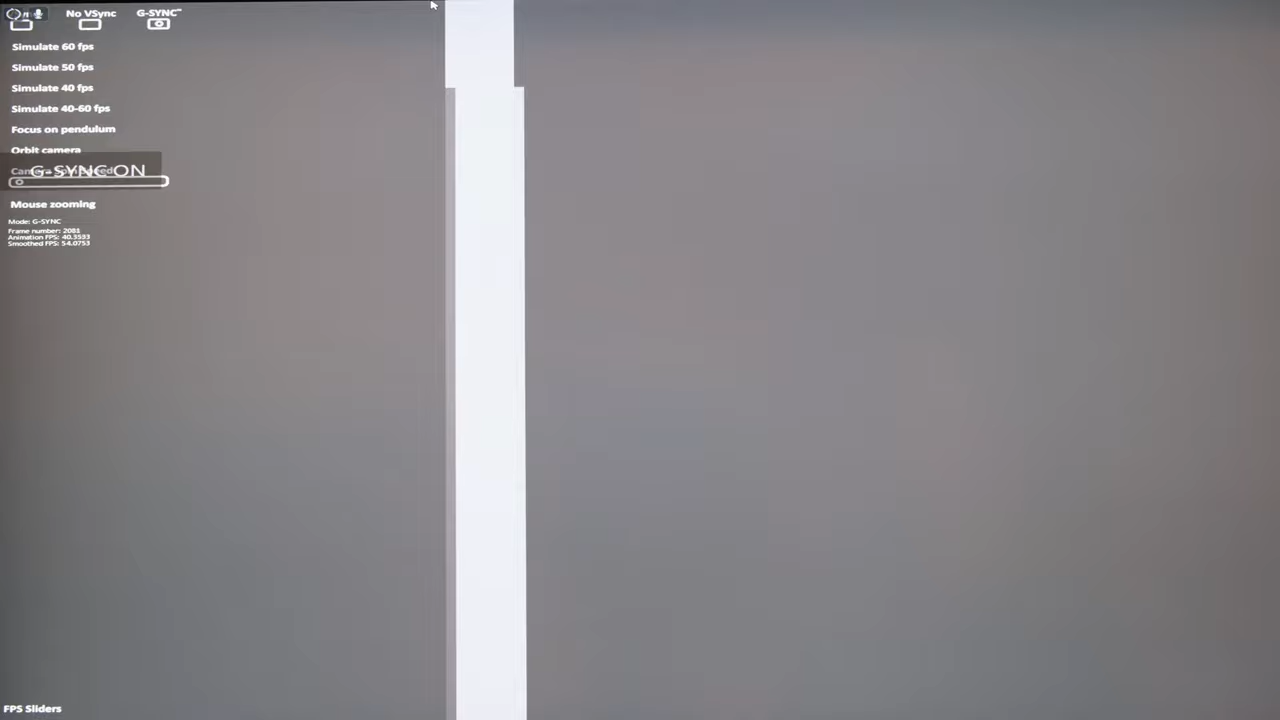 No VSync G-SYNC™
Simulate 60 fps
Simulate 50 fps
Simulate 40 fps
Simulate 40-60 fps
Focus on pendulum
Orbit camera
G-SYNC ON
Mouse zooming
Mode: G-SYNC
Frame number: 2081
Animation FPS: 40.3593
Smoothed FPS: 54.0753
FPS Sliders